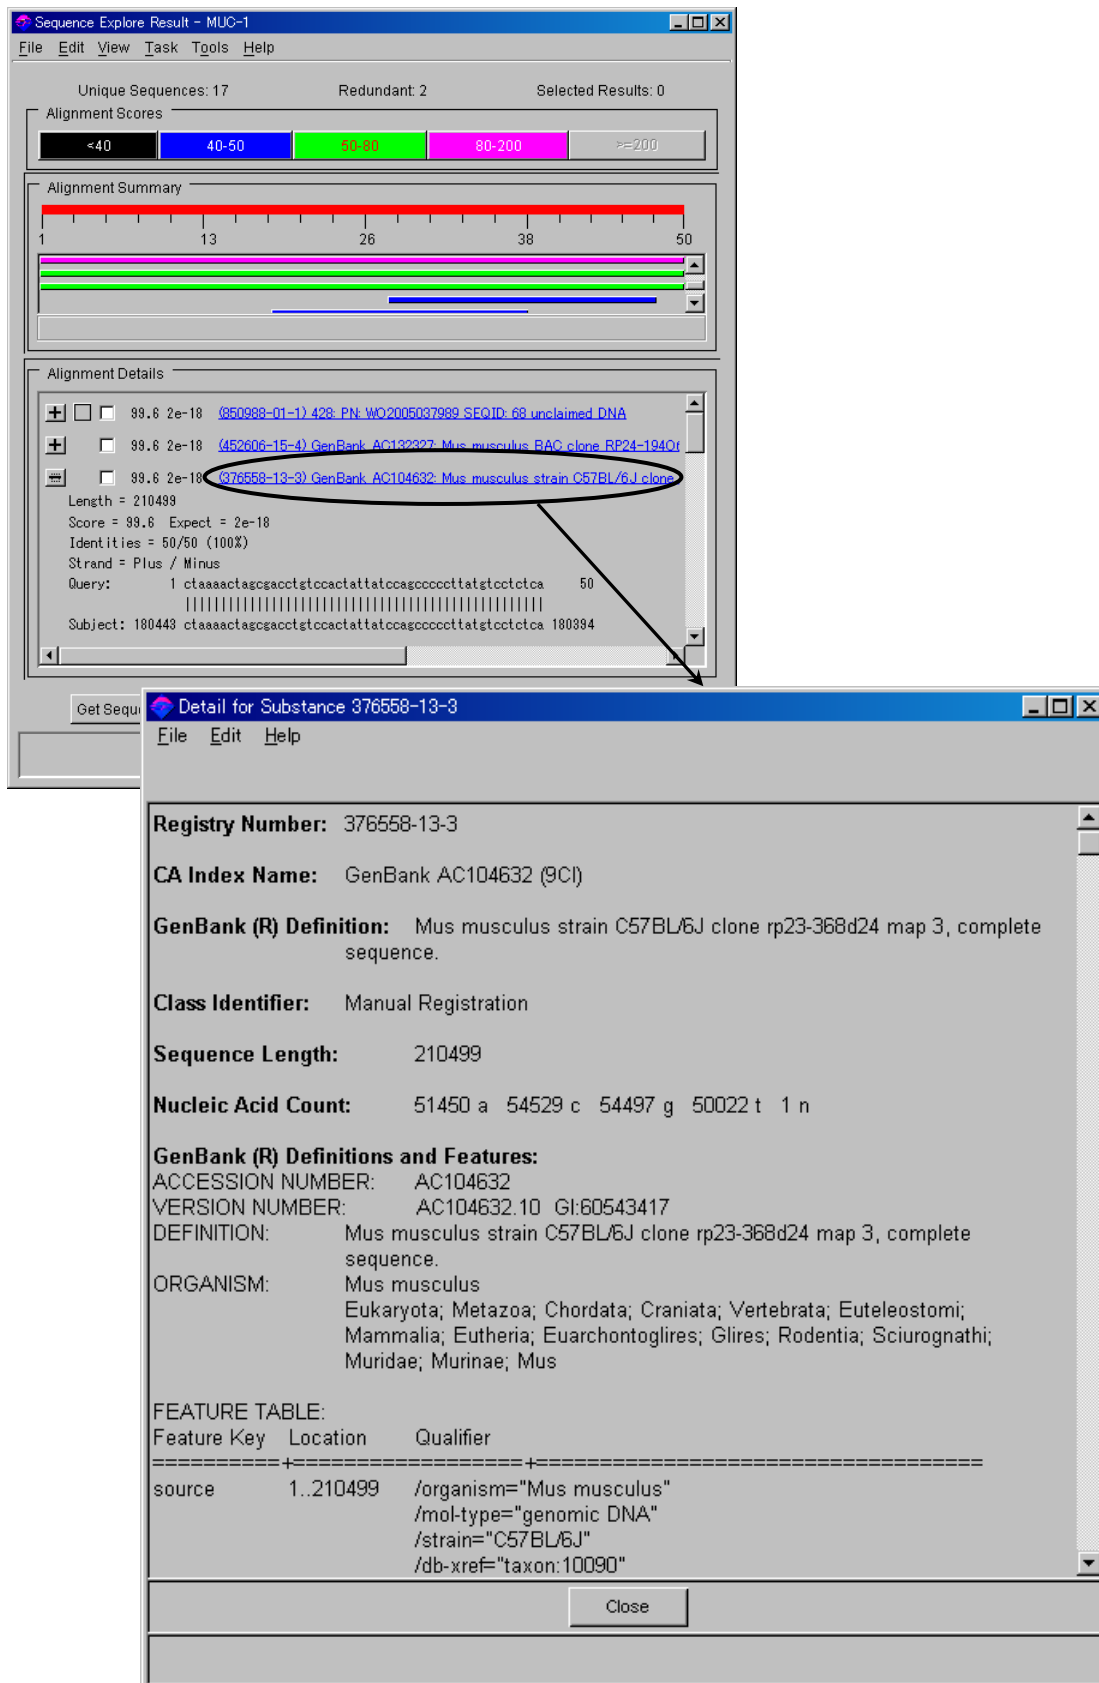 Sequence Explore Result - MUC-1
File Edit View Task Tools Help
Unique Sequences: 17 Redundant: 2 Selected Results: 0
Alignment Scores
<40 40-50 50-80 80-200 >=200
Alignment Summary
1 13 26 38 50
Alignment Details
99.6 2e-18 (850988-01-1) 428: PN: WO2005037989 SEQID: 68 unclaimed DNA
99.6 2e-18 (452606-15-4) GenBank AC132327: Mus musculus BAC clone RP24-194O
99.6 2e-18 (376558-13-3) GenBank AC104632: Mus musculus strain C57BL/6J clone
Length = 210499
Score = 99.6 Expect = 2e-18
Identities = 50/50 (100%)
Strand = Plus / Minus
Query: 1 ctaaaactagcgacctgtccactattatccagcccccttatgtcctctca 50
||||||||||||||||||||||||||||||||||||||||||||||||||
Subject: 180443 ctaaaactagcgacctgtccactattatccagcccccttatgtcctctca 180394
Get Sequ
Detail for Substance 376558-13-3
File Edit Help
Registry Number: 376558-13-3
CA Index Name: GenBank AC104632 (9CI)
GenBank (R) Definition: Mus musculus strain C57BL/6J clone rp23-368d24 map 3, complete
sequence.
Class Identifier: Manual Registration
Sequence Length: 210499
Nucleic Acid Count: 51450 a 54529 c 54497 g 50022 t 1 n
GenBank (R) Definitions and Features:
ACCESSION NUMBER: AC104632
VERSION NUMBER: AC104632.10 GI:60543417
DEFINITION: Mus musculus strain C57BL/6J clone rp23-368d24 map 3, complete
sequence.
ORGANISM: Mus musculus
Eukaryota; Metazoa; Chordata; Craniata; Vertebrata; Euteleostomi;
Mammalia; Eutheria; Euarchontoglires; Glires; Rodentia; Sciurognathi;
Muridae; Murinae; Mus
FEATURE TABLE:
Feature Key Location Qualifier
==========+==================+===================================
source 1..210499 /organism="Mus musculus"
/mol-type="genomic DNA"
/strain="C57BL/6J"
/db-xref="taxon:10090"
Close